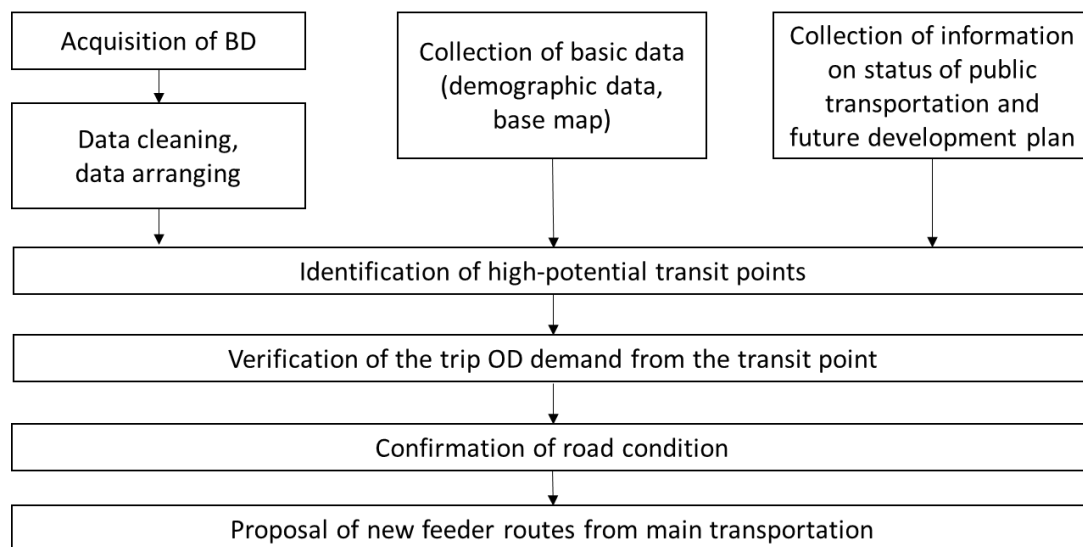 Acquisition of BD
Data cleaning,
data arranging
Collection of basic data
(demographic data,
base map)
Collection of information
on status of public
transportation and
future development plan
Identification of high-potential transit points
Verification of the trip OD demand from the transit point
Confirmation of road condition
Proposal of new feeder routes from main transportation